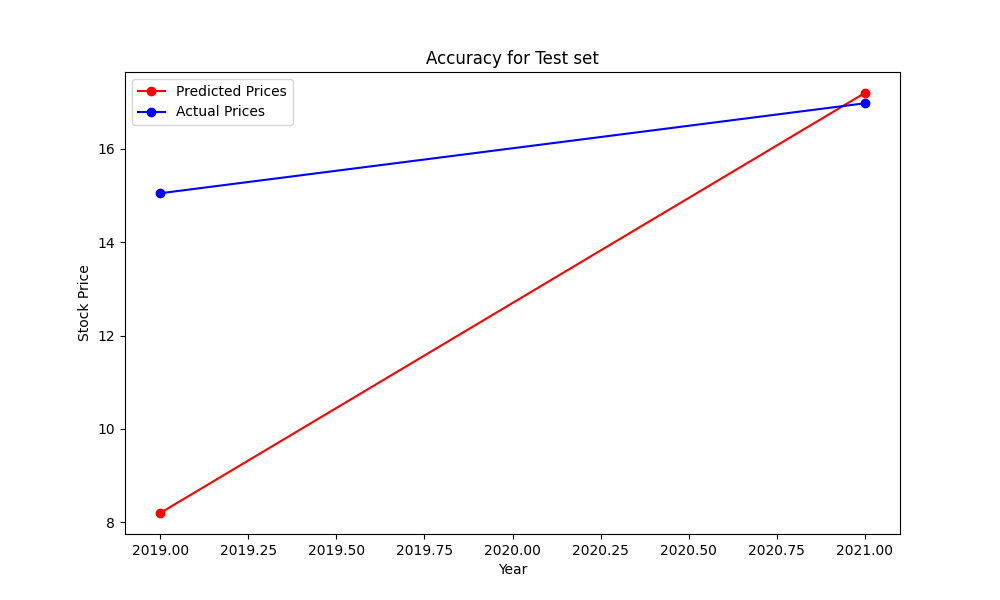 Accuracy for Test set
Predicted Prices
Actual Prices
Stock Price
16
14
12
10
8
2019.00 2019.25 2019.50 2019.75 2020.00 2020.25 2020.50 2020.75 2021.00
Year